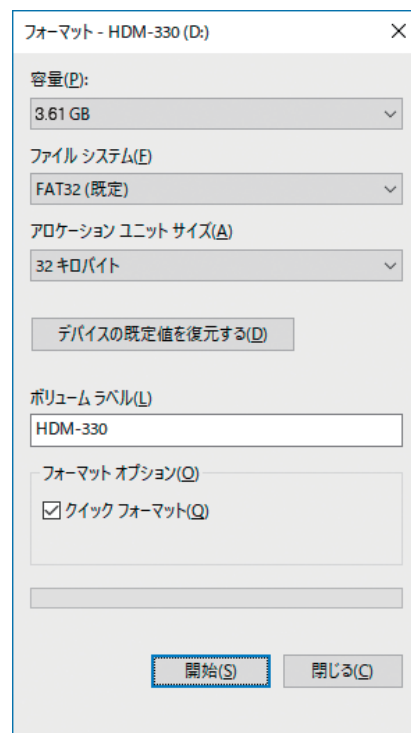 フォーマット - HDM-330 (D:)
容量(P):
3.61 GB
ファイル システム(F)
FAT32 (既定)
アロケーション ユニット サイズ(A)
32 キロバイト
デバイスの既定値を復元する(D)
ボリューム ラベル(L)
HDM-330
フォーマット オプション(O)
クイック フォーマット(Q)
開始(S) 閉じる(C)